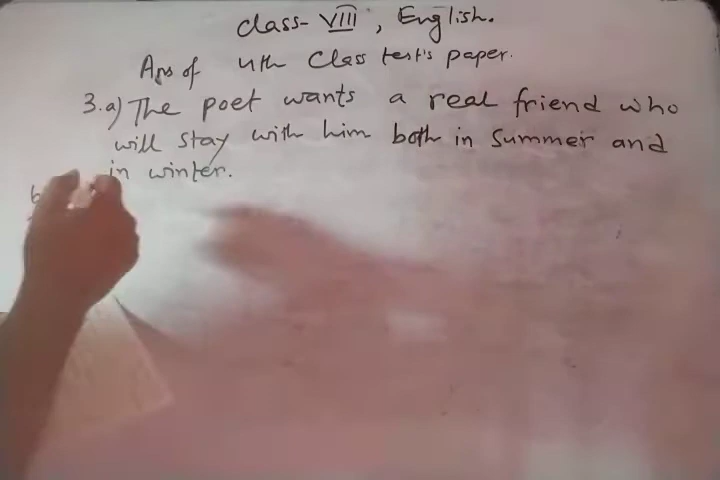 class- VIII, English.
Ans of 4th Class test's paper.
3.a) The poet wants a real friend who
will stay with him both in Summer and
in winter.